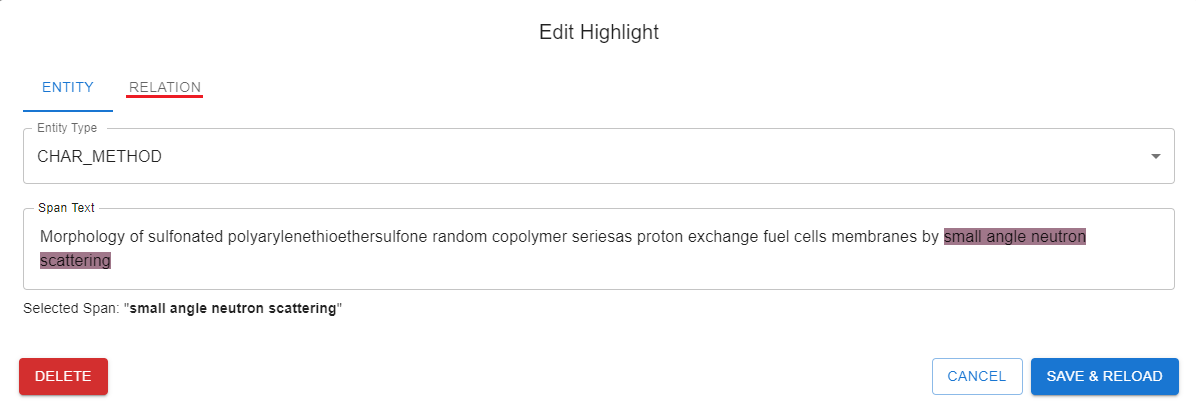 Edit Highlight
ENTITY RELATION
Entity Type
CHAR_METHOD
Span Text
Morphology of sulfonated polyarylenethioethersulfone random copolymer seriesas proton exchange fuel cells membranes by small angle neutron
scattering
Selected Span: "small angle neutron scattering"
DELETE CANCEL SAVE & RELOAD